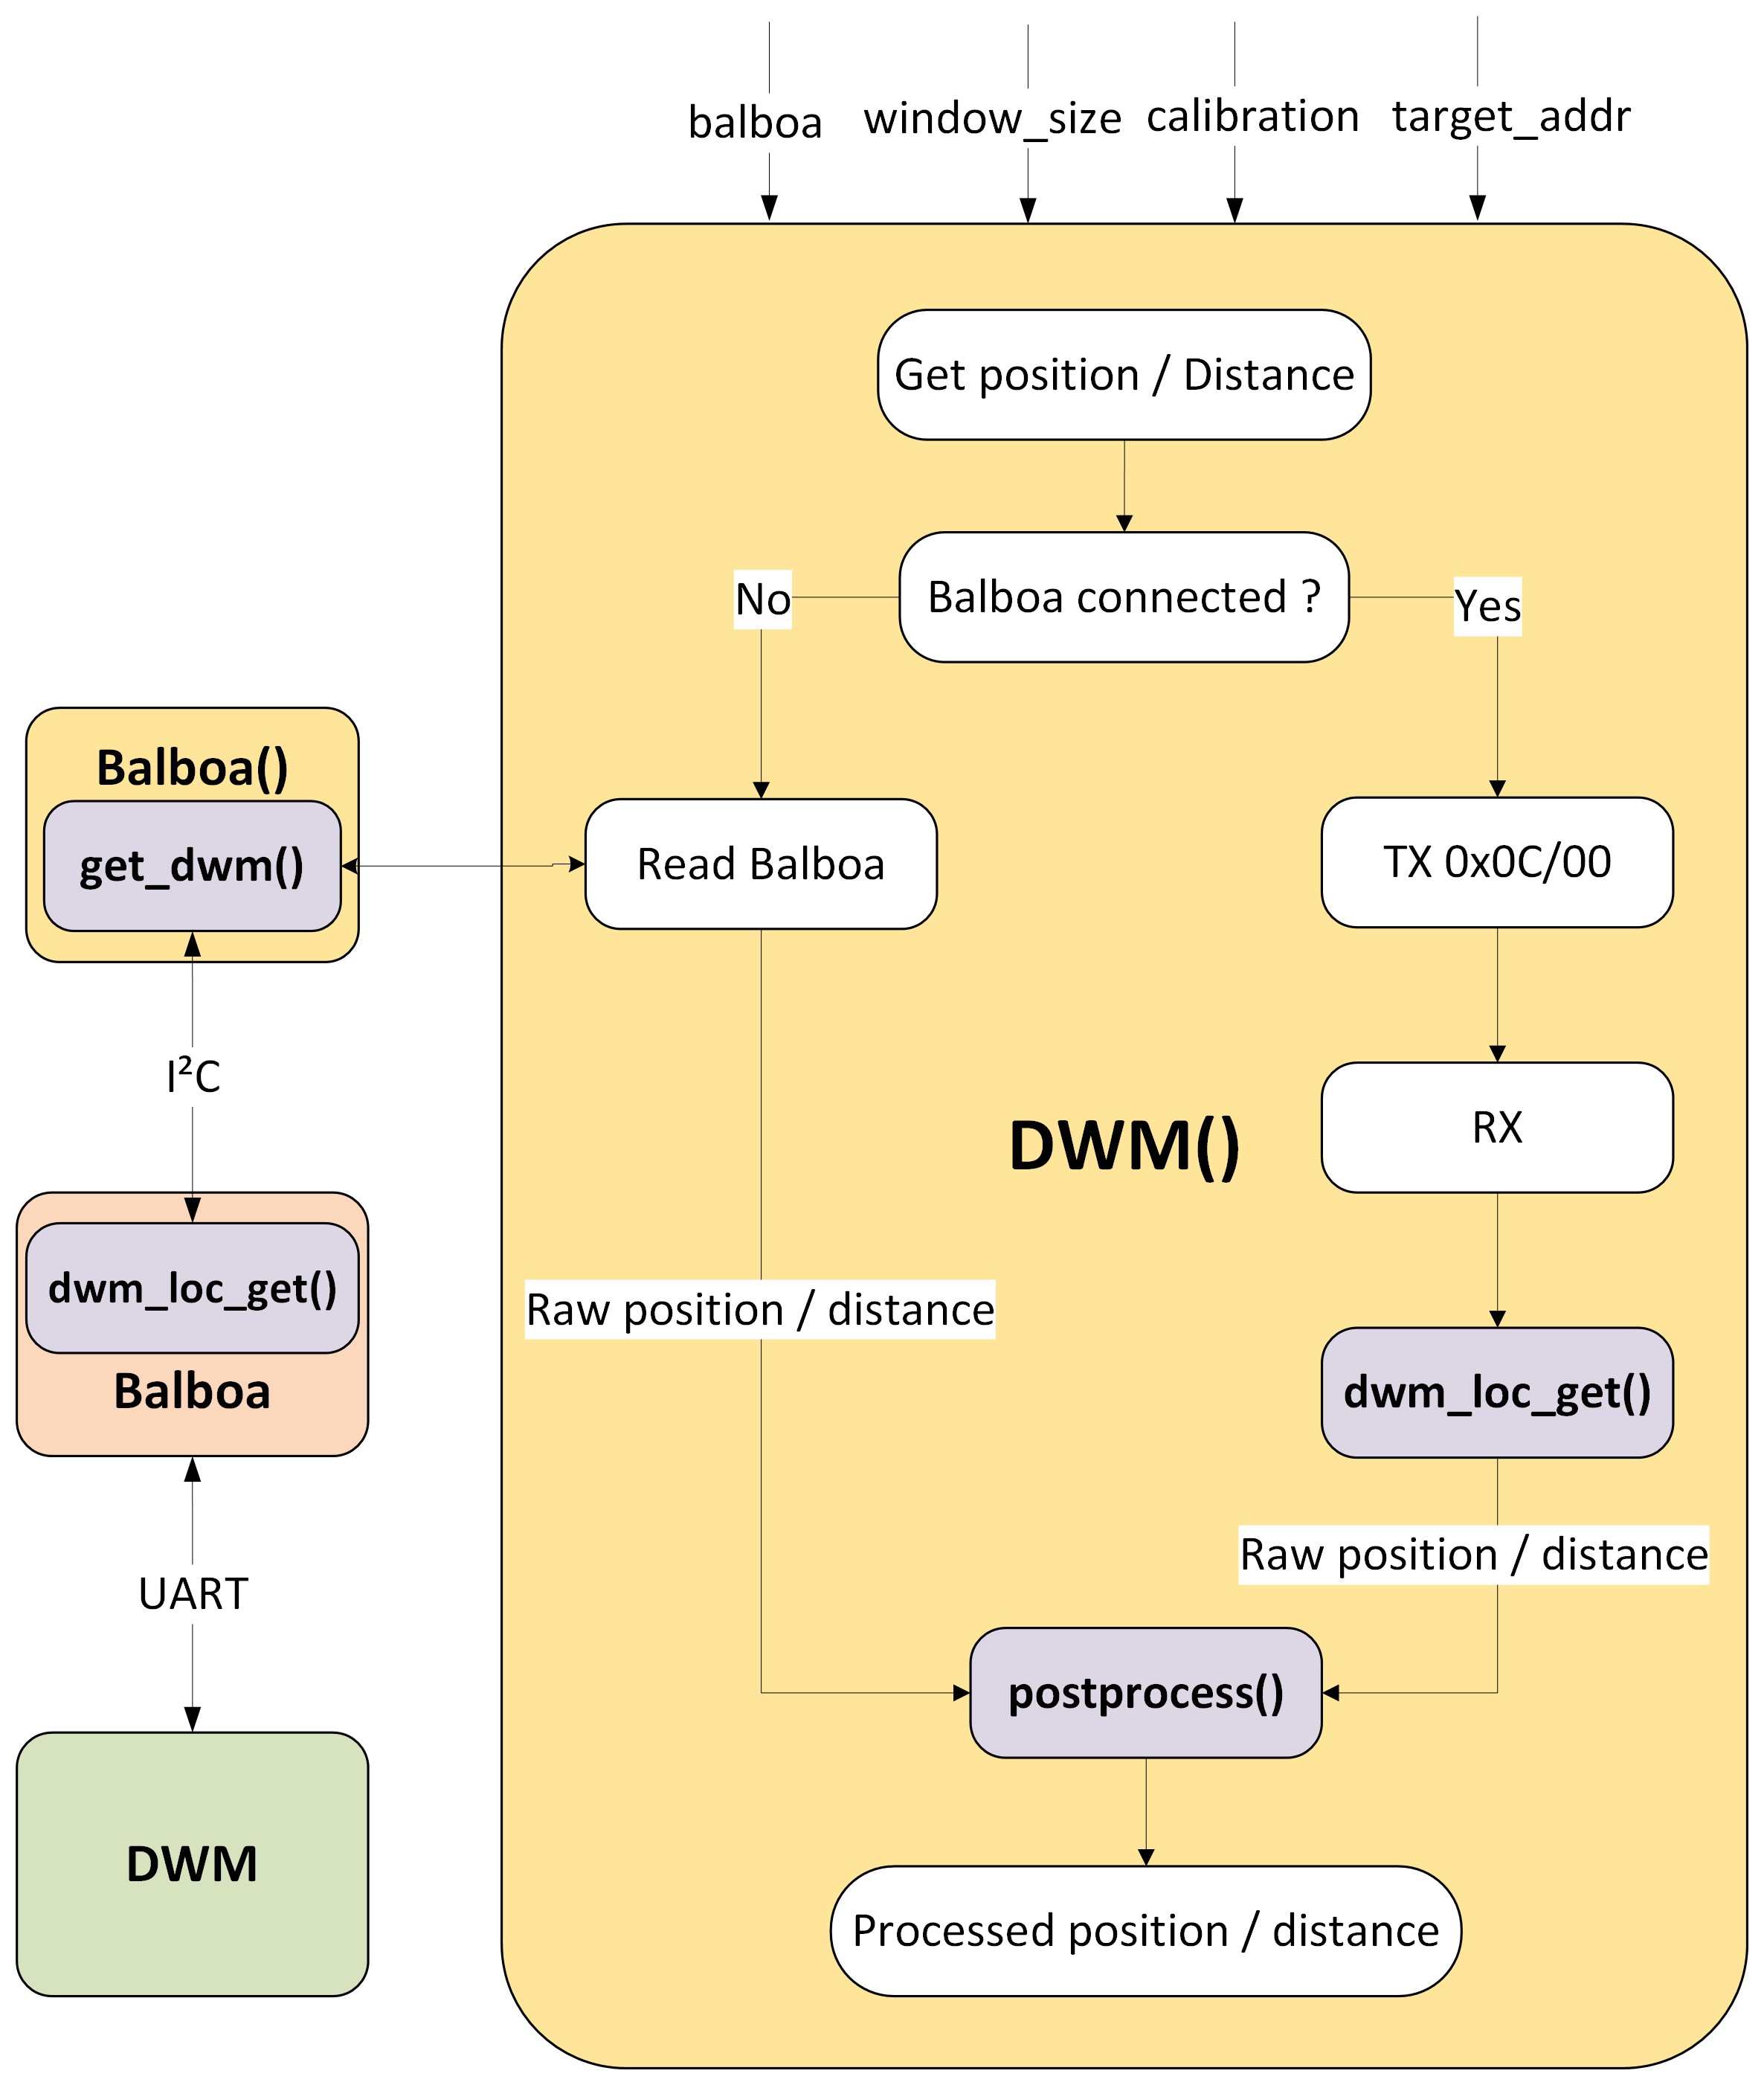 balboa
window_size
calibration
target_addr
Get position / Distance
Balboa connected ?
No
Yes
Balboa()
get_dwm()
Read Balboa
TX 0x0C/00
I²C
RX
DWM()
dwm_loc_get()
Balboa
Raw position / distance
dwm_loc_get()
Raw position / distance
UART
postprocess()
DWM
Processed position / distance